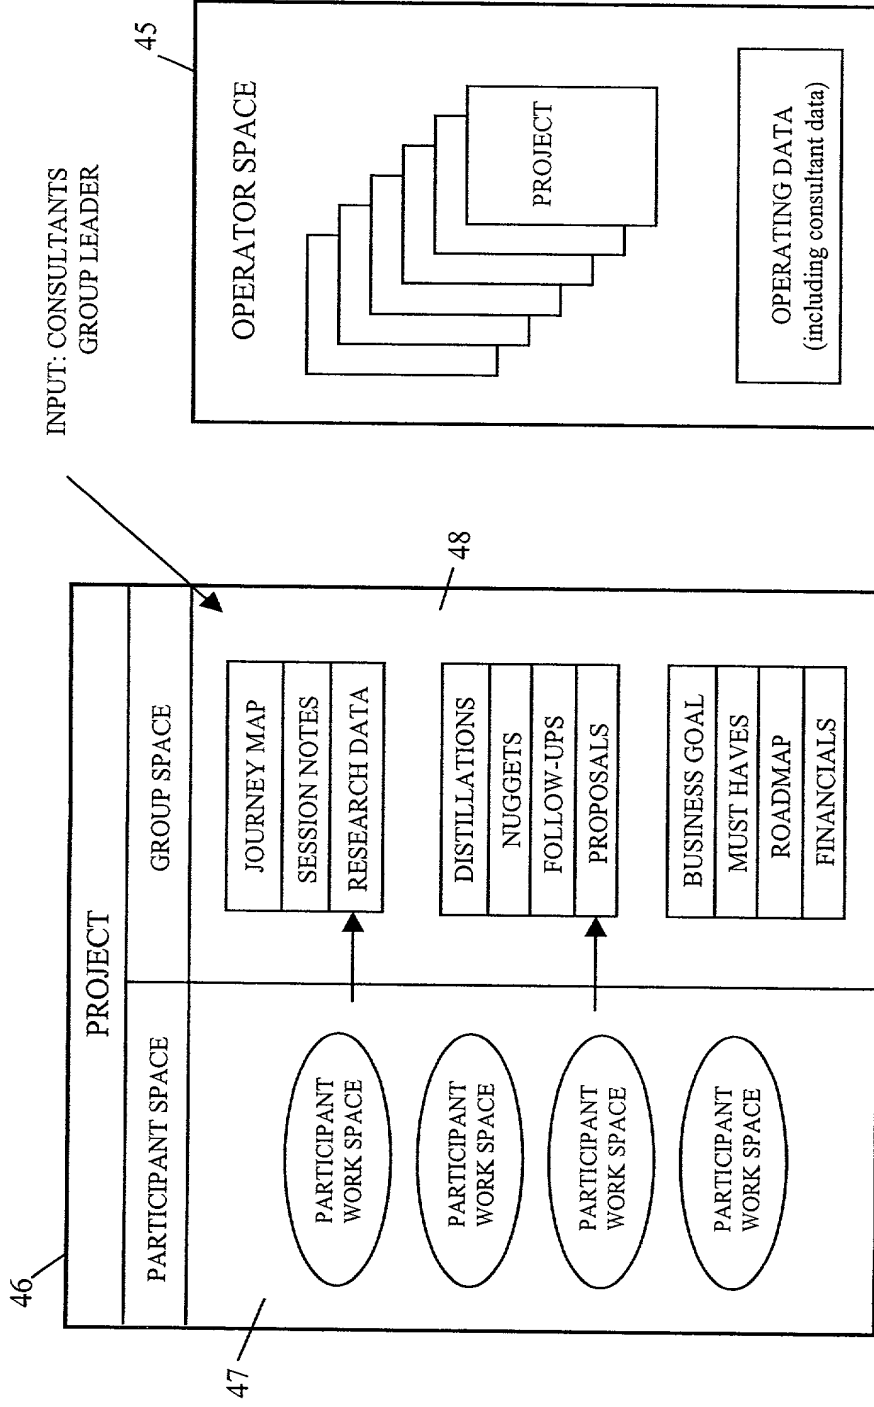 46
PROJECT
PARTICIPANT SPACE
GROUP SPACE
47
PARTICIPANT
WORK SPACE
PARTICIPANT
WORK SPACE
PARTICIPANT
WORK SPACE
PARTICIPANT
WORK SPACE
JOURNEY MAP
SESSION NOTES
RESEARCH DATA
DISTILLATIONS
NUGGETS
FOLLOW-UPS
PROPOSALS
BUSINESS GOAL
MUST HAVES
ROADMAP
FINANCIALS
48
INPUT: CONSULTANTS
GROUP LEADER
45
OPERATOR SPACE
PROJECT
OPERATING DATA
(including consultant data)